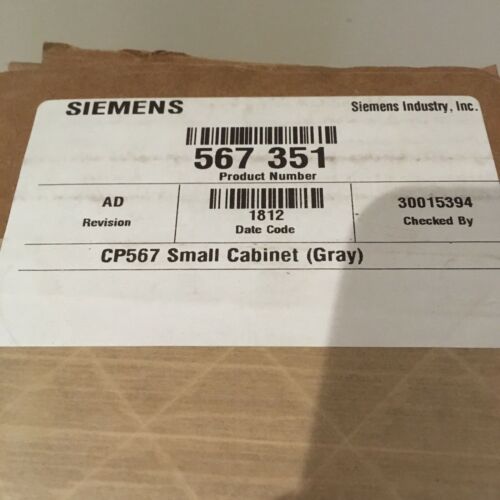 SIEMENS Siemens Industry, Inc.
567 351
Product Number
AD 1812 30015394
Revision Date Code Checked By
CP567 Small Cabinet (Gray)